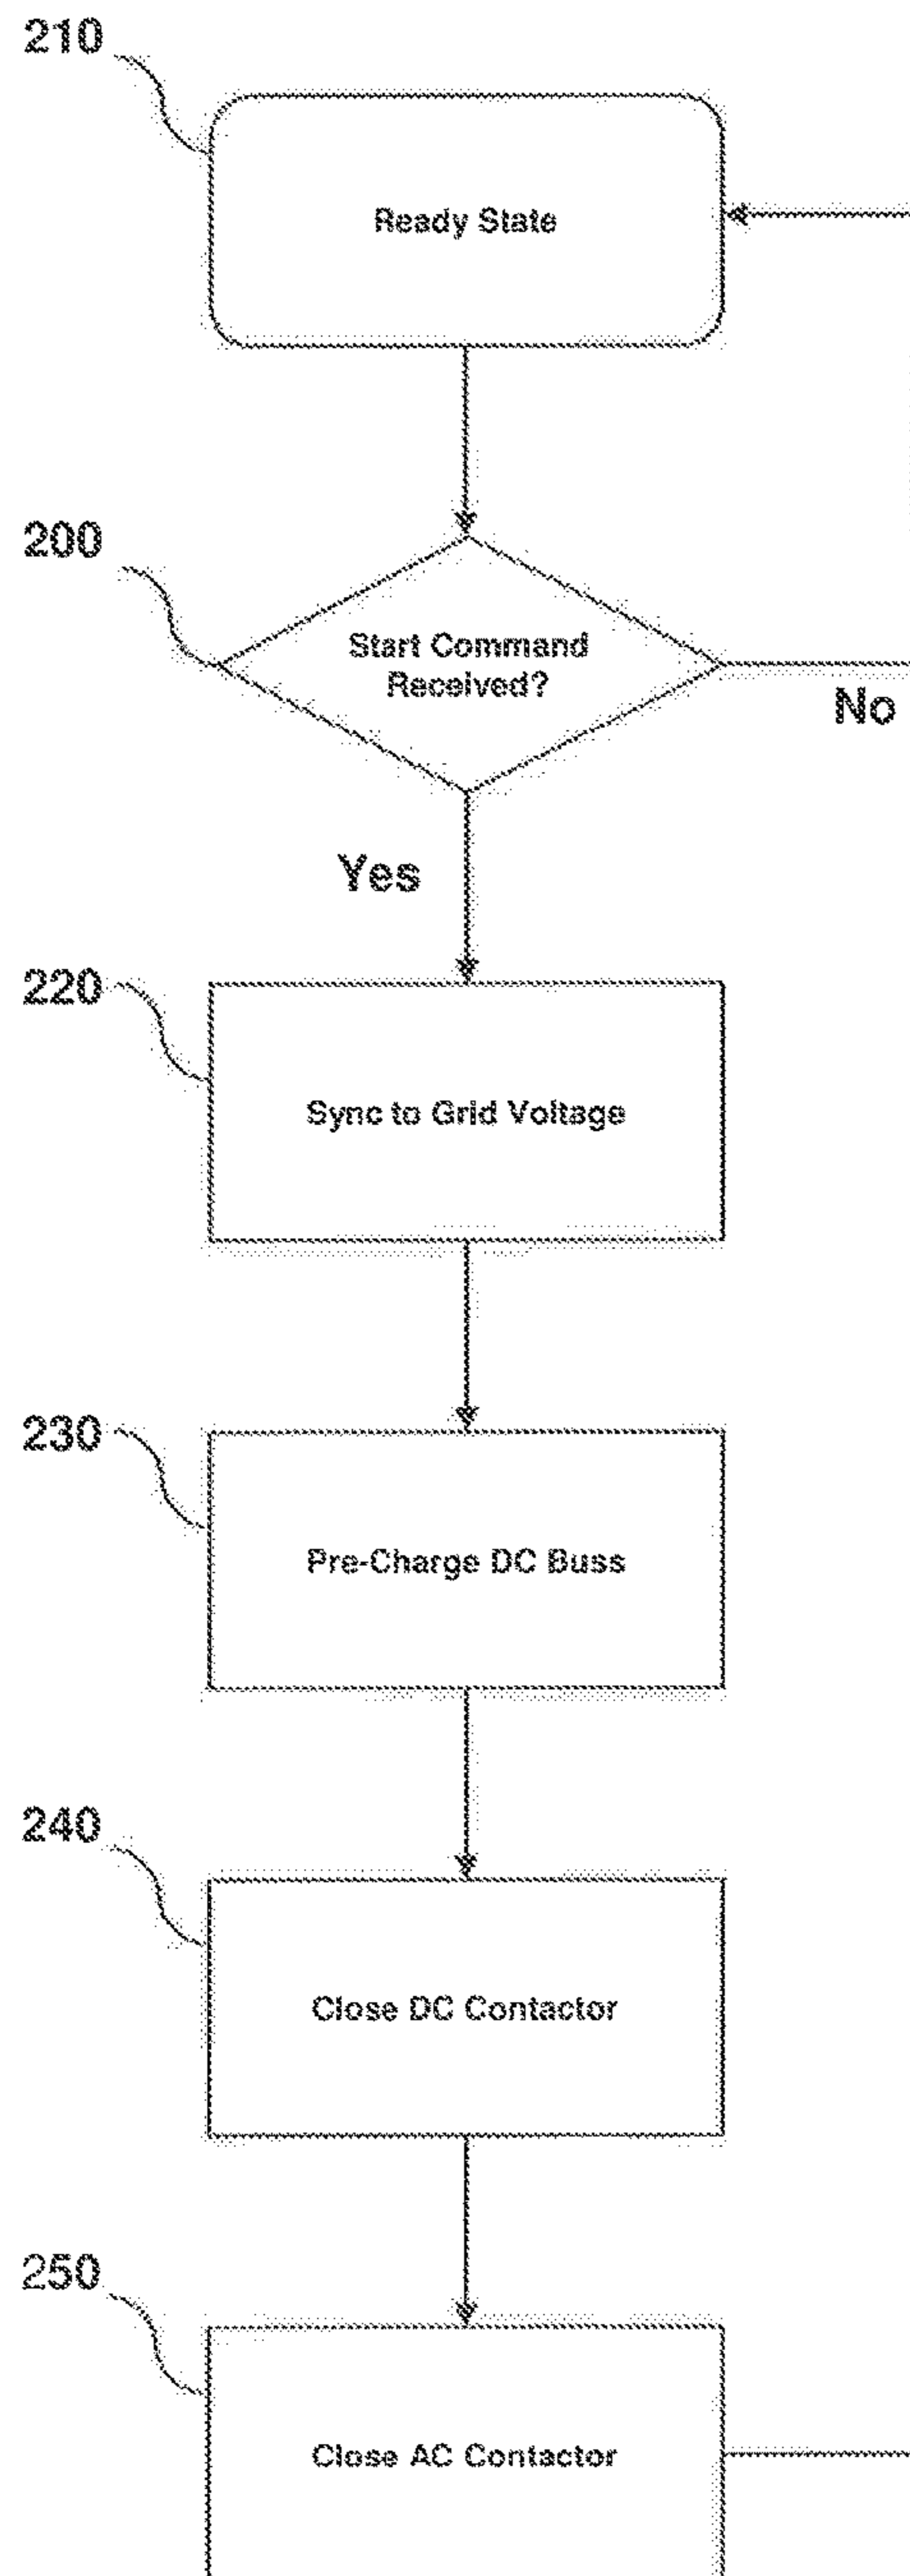 210
Ready State
200
Start Command
Received?
No
Yes
220
Sync to Grid Voltage
230
Pre-Charge DC Buss
240
Close DC Contactor
250
Close AC Contactor